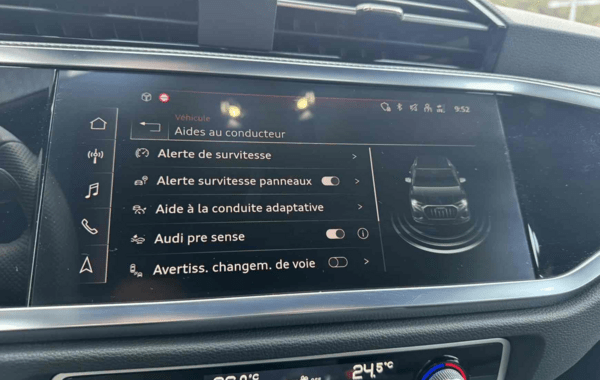 9:52
Véhicule
Aides au conducteur
Alerte de survitesse
Alerte survitesse panneaux
Aide à la conduite adaptative
Audi pre sense
Avertiss. changem. de voie
24,5°C